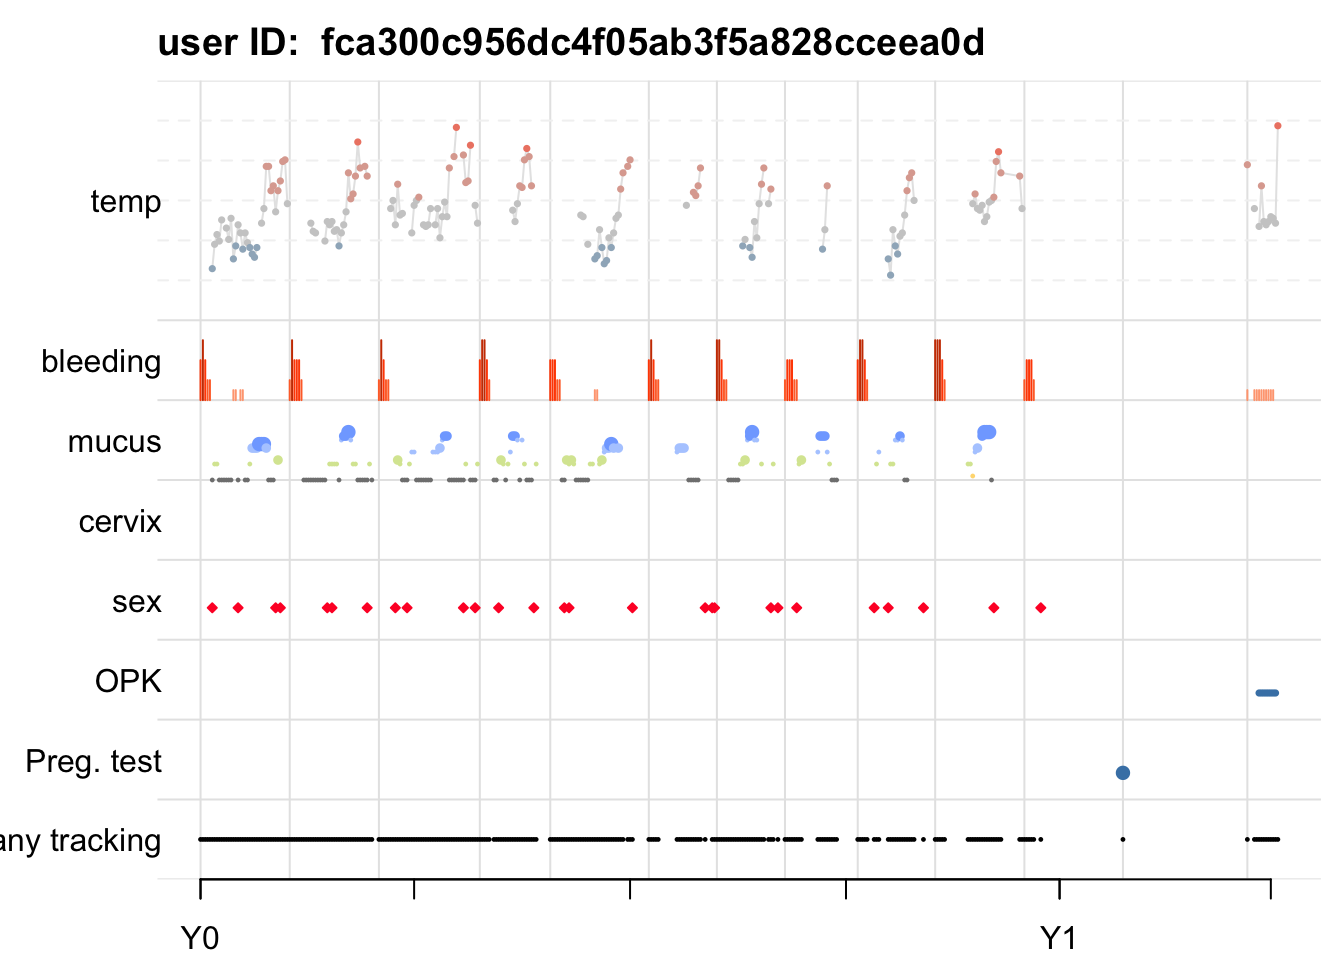 user ID:  fca300c956dc4f05ab3f5a828cceea0d
temp
bleeding
mucus
cervix
sex
OPK
Preg. test
any tracking
Y0
Y1